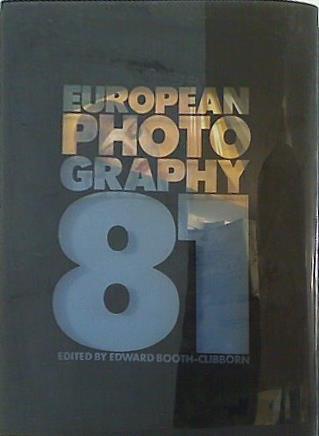 EUROPEAN
PHOTO
GRAPHY
81
EDITED BY EDWARD BOOTH-CLIBBORN